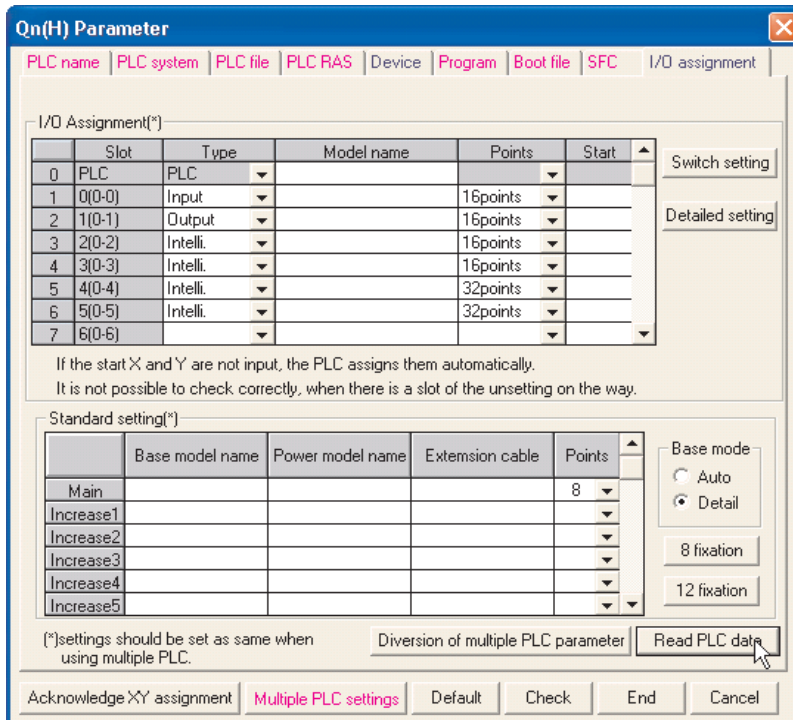 Qn(H) Parameter
PLC name PLC system PLC file PLC RAS Device Program Boot file SFC I/O assignment
I/O Assignment(*)
Slot Type Model name Points Start
0 PLC PLC
1 0(0-0) Input 16points
2 1(0-1) Output 16points
3 2(0-2) Intelli. 16points
4 3(0-3) Intelli. 16points
5 4(0-4) Intelli. 32points
6 5(0-5) Intelli. 32points
7 6(0-6)
Switch setting
Detailed setting
If the start X and Y are not input, the PLC assigns them automatically.
It is not possible to check correctly, when there is a slot of the unsetting on the way.
Standard setting(*)
Base model name Power model name Extension cable Points
Main 8
Increase1
Increase2
Increase3
Increase4
Increase5
Base mode
Auto
Detail
8 fixation
12 fixation
(*)settings should be set as same when
using multiple PLC.
Diversion of multiple PLC parameter Read PLC data
Acknowledge XY assignment Multiple PLC settings Default Check End Cancel